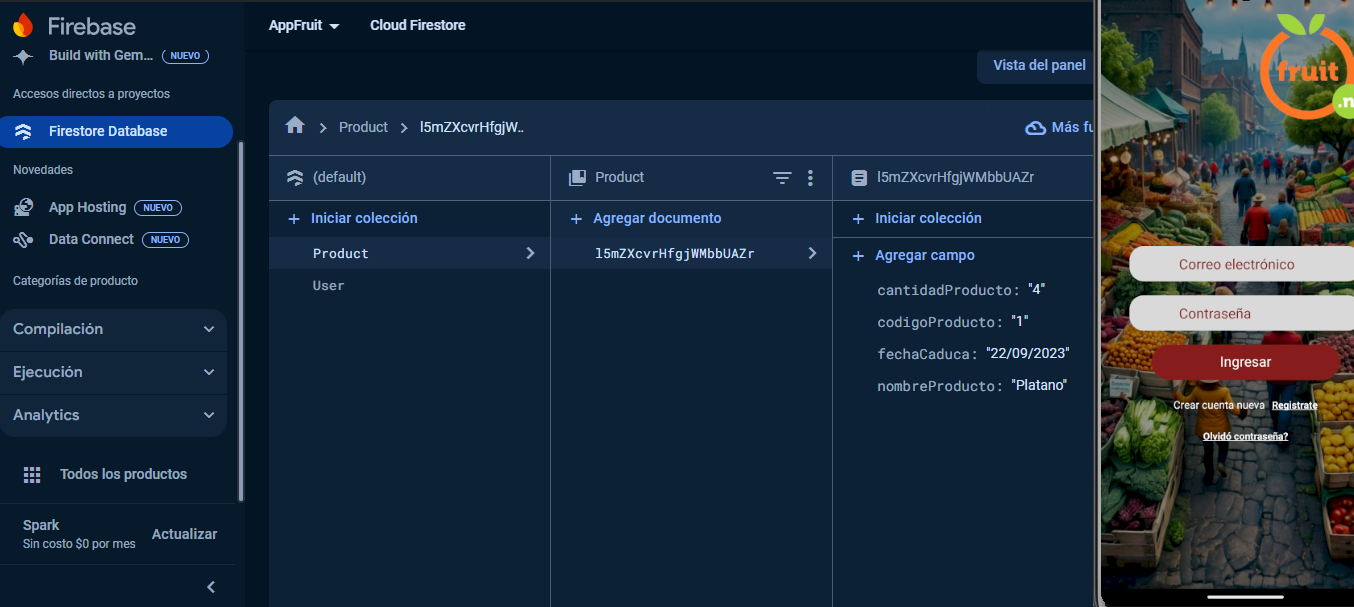 Firebase
Build with Gem... NUEVO
Accesos directos a proyectos
Firestore Database
Novedades
App Hosting NUEVO
Data Connect NUEVO
Categorías de producto
Compilación
Ejecución
Analytics
Todos los productos
Spark
Sin costo $0 por mes
Actualizar
AppFruit
Cloud Firestore
Vista del panel
Product
l5mZXcvrHfgjW..
Más fu
(default)
Iniciar colección
Product
User
Product
Agregar documento
l5mZXcvrHfgjWMbbUAZr
l5mZXcvrHfgjWMbbUAZr
Iniciar colección
Agregar campo
cantidadProducto: "4"
codigoProducto: "1"
fechaCaduca: "22/09/2023"
nombreProducto: "Platano"
fruit
.n
Correo electrónico
Contraseña
Ingresar
Crear cuenta nueva Registrate
Olvidó contraseña?